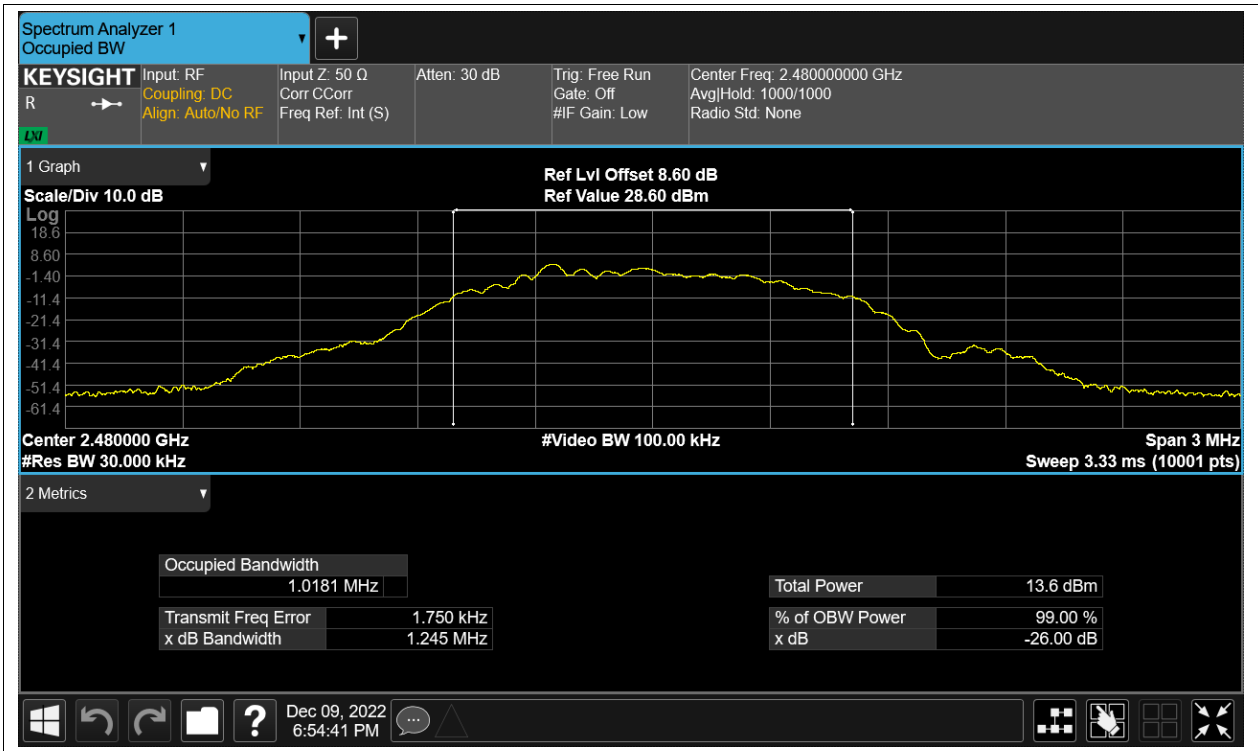 Spectrum Analyzer 1
Occupied BW
KEYSIGHT
R
LXI
Input: RF
Coupling: DC
Align: Auto/No RF
Input Z: 50 Ω
Corr CCorr
Freq Ref: Int (S)
Atten: 30 dB
Trig: Free Run
Gate: Off
#IF Gain: Low
Center Freq: 2.480000000 GHz
Avg|Hold: 1000/1000
Radio Std: None
1 Graph
Scale/Div 10.0 dB
Ref Lvl Offset 8.60 dB
Ref Value 28.60 dBm
Log
18.6
8.60
-1.40
-11.4
-21.4
-31.4
-41.4
-51.4
-61.4
Center 2.480000 GHz
#Res BW 30.000 kHz
#Video BW 100.00 kHz
Span 3 MHz
Sweep 3.33 ms (10001 pts)
2 Metrics
Occupied Bandwidth
1.0181 MHz
Transmit Freq Error 1.750 kHz
x dB Bandwidth 1.245 MHz
Total Power 13.6 dBm
% of OBW Power 99.00 %
x dB -26.00 dB
?
Dec 09, 2022
6:54:41 PM